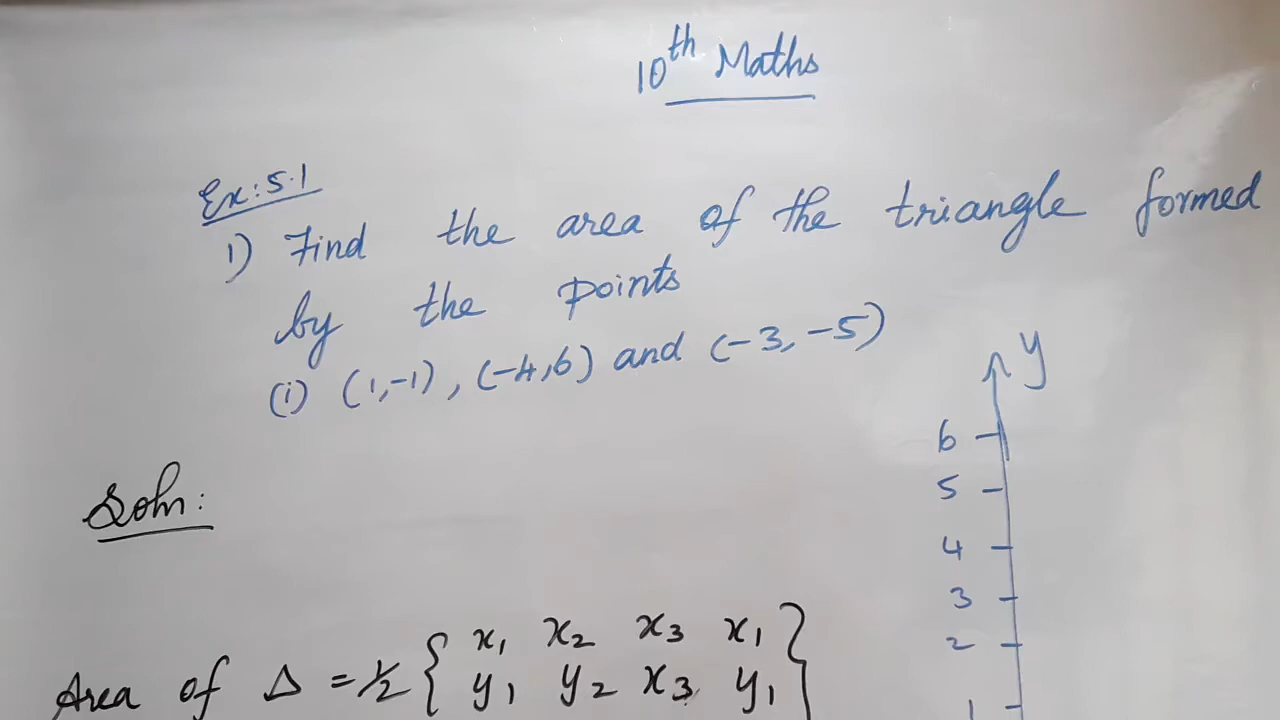 10th Maths
Ex: 5.1
1) Find the area of the triangle formed
by the points
(i) (1,-1), (-4,6) and (-3, -5)
Soln:
y
6
5
4
3
2
1
x1 x2 x3 x1
Area of Δ = 1/2 { y1 y2 x3 y1 }